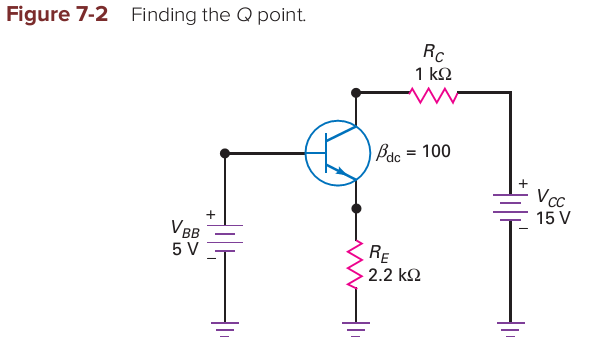 Figure 7-2 Finding the Q point.
RC
1 kΩ
βdc = 100
+
VCC
15 V
−
+
VBB
5 V
−
RE
2.2 kΩ